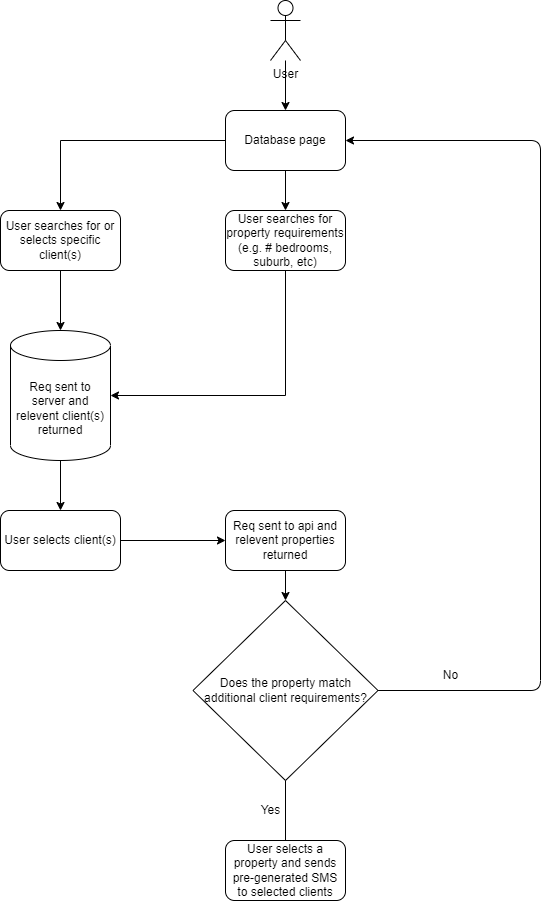 User
Database page
User searches for or
selects specific
client(s)
User searches for
property requirements
(e.g. # bedrooms,
suburb, etc)
Req sent to
server and
relevent client(s)
returned
User selects client(s)
Req sent to api and
relevent properties
returned
Does the property match
additional client requirements?
No
Yes
User selects a
property and sends
pre-generated SMS
to selected clients